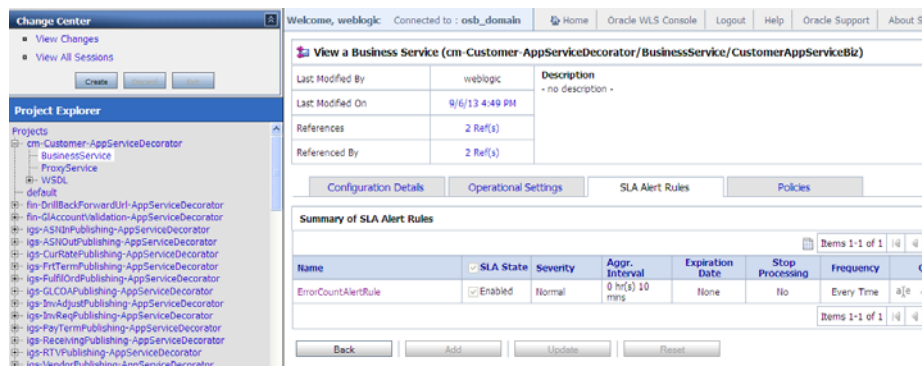 Change Center
View Changes
View All Sessions
Create
Project Explorer
Projects
cm-Customer-AppServiceDecorator
BusinessService
ProxyService
WSDL
default
fin-DrillBackForwardUrl-AppServiceDecorator
fin-GlAccountValidation-AppServiceDecorator
igs-ASNInPublishing-AppServiceDecorator
igs-ASNOutPublishing-AppServiceDecorator
igs-CurRatePublishing-AppServiceDecorator
igs-FrtTermPublishing-AppServiceDecorator
igs-FulfilOrdPublishing-AppServiceDecorator
igs-GLCOAPublishing-AppServiceDecorator
igs-InvAdjustPublishing-AppServiceDecorator
igs-InvReqPublishing-AppServiceDecorator
igs-PayTermPublishing-AppServiceDecorator
igs-ReceivingPublishing-AppServiceDecorator
igs-RTVPublishing-AppServiceDecorator
igs-VendorPublishing-AppServiceDecorator
Welcome, weblogic Connected to : osb_domain Home Oracle WLS Console Logout Help Oracle Support About S
View a Business Service (cm-Customer-AppServiceDecorator/BusinessService/CustomerAppServiceBiz)
Last Modified By weblogic
Description
- no description -
Last Modified On 9/6/13 4:49 PM
References 2 Ref(s)
Referenced By 2 Ref(s)
Configuration Details Operational Settings SLA Alert Rules Policies
Summary of SLA Alert Rules
Items 1-1 of 1
Name SLA State Severity Aggr. Interval Expiration Date Stop Processing Frequency
ErrorCountAlertRule Enabled Normal 0 hr(s) 10 mins None No Every Time
Items 1-1 of 1
Back Add Update Reset